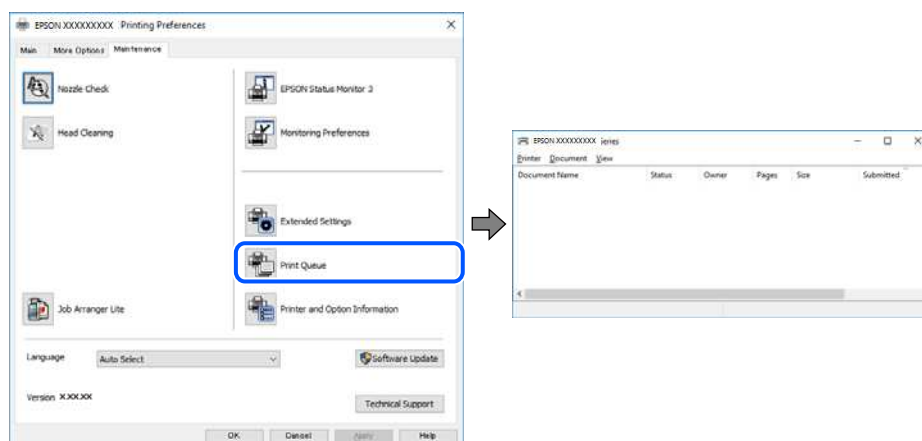 EPSON XXXXXXXXX Printing Preferences
Main More Options Maintenance
Nozzle Check
EPSON Status Monitor 3
Head Cleaning
Monitoring Preferences
Extended Settings
Print Queue
Job Arranger Lite
Printer and Option Information
Language Auto Select
Software Update
Version X.XX.XX
Technical Support
OK Cancel Apply Help
EPSON XXXXXXXXX series
Printer Document View
Document Name Status Owner Pages Size Submitted